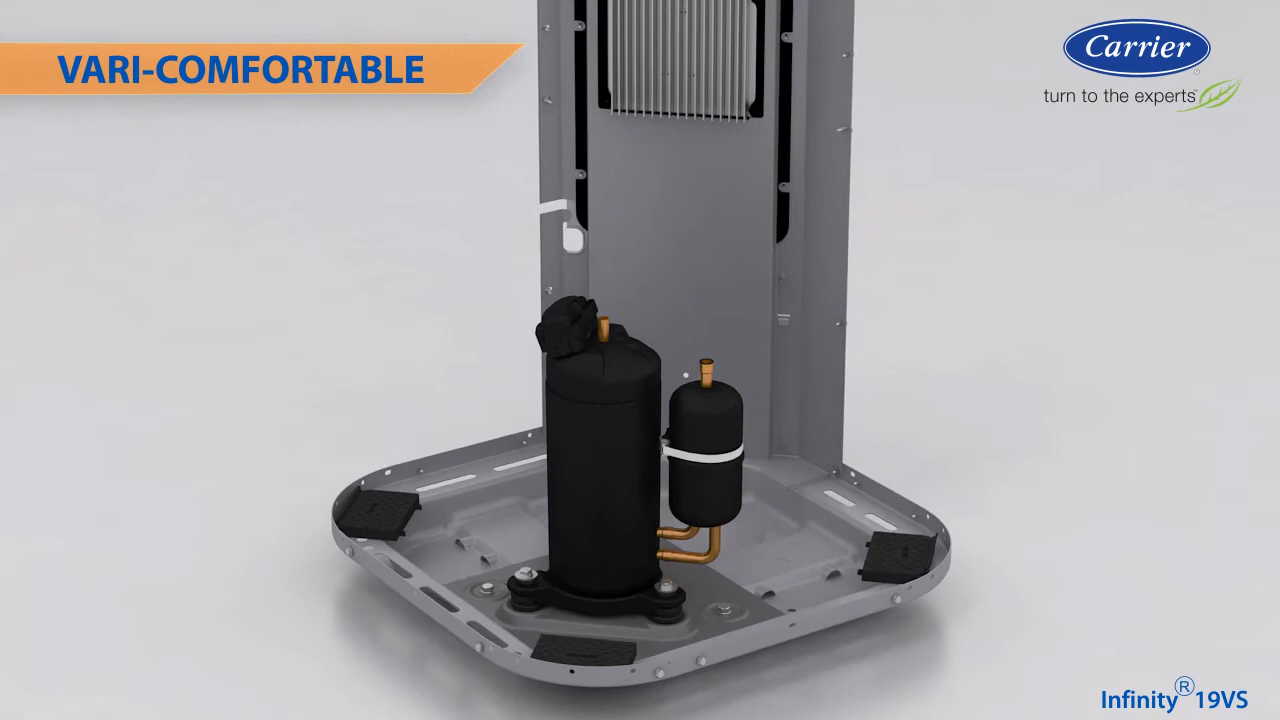 VARI-COMFORTABLE
Carrier
turn to the experts
Infinity® 19VS